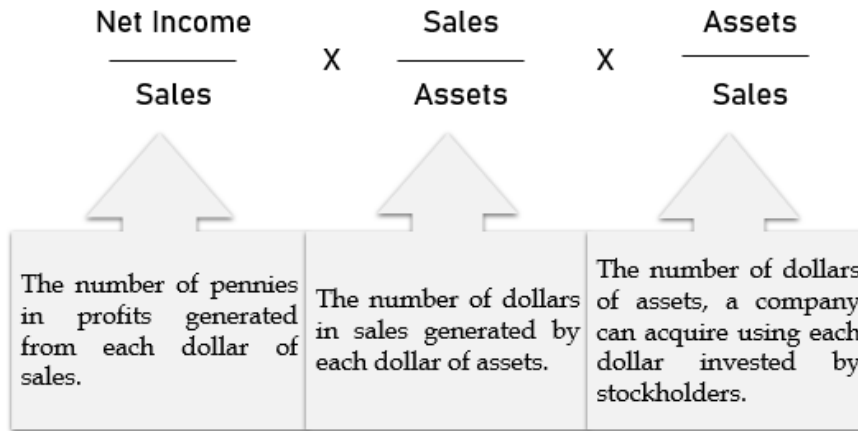 Net Income
Sales
X
Sales
Assets
X
Assets
Sales
The number of pennies
in profits generated
from each dollar of
sales.
The number of dollars
in sales generated by
each dollar of assets.
The number of dollars
of assets, a company
can acquire using each
dollar invested by
stockholders.